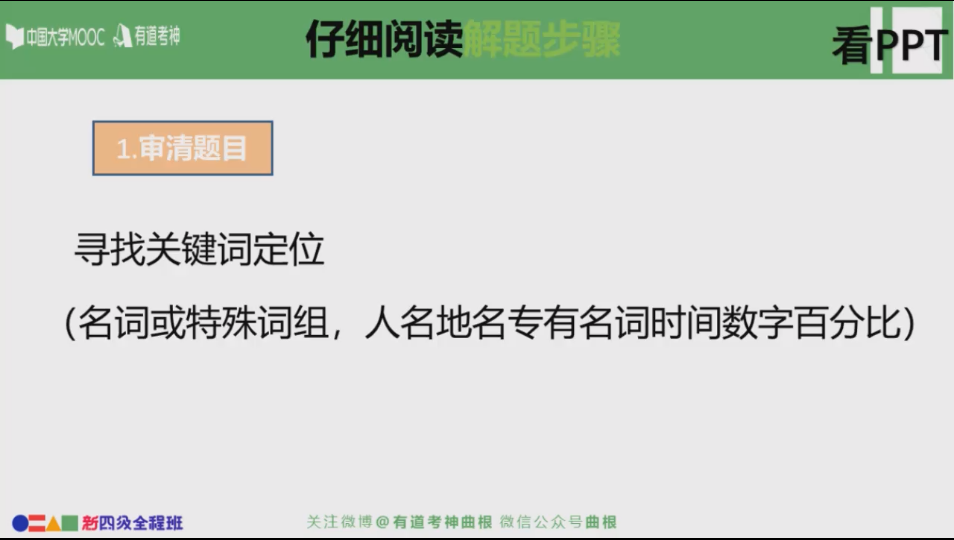 中国大学MOOC 有道考神 仔细阅读解题步骤 看PPT
1.审清题目
寻找关键词定位
(名词或特殊词组，人名地名专有名词时间数字百分比)
新四级全程班 关注微博@有道考神曲根 微信公众号曲根